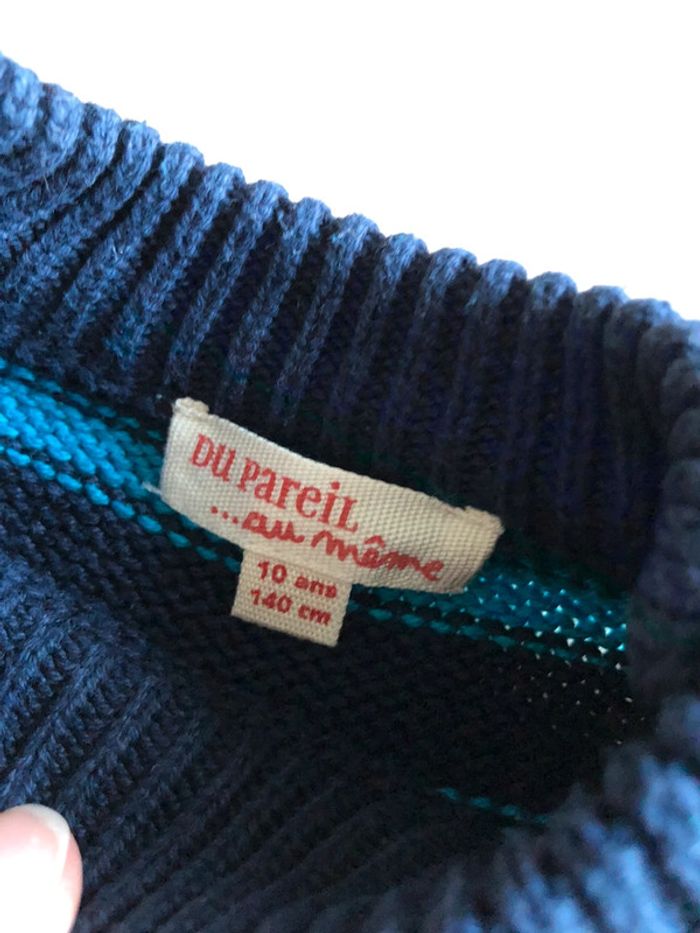 DU PareiL
...au même
10 ans
140 cm